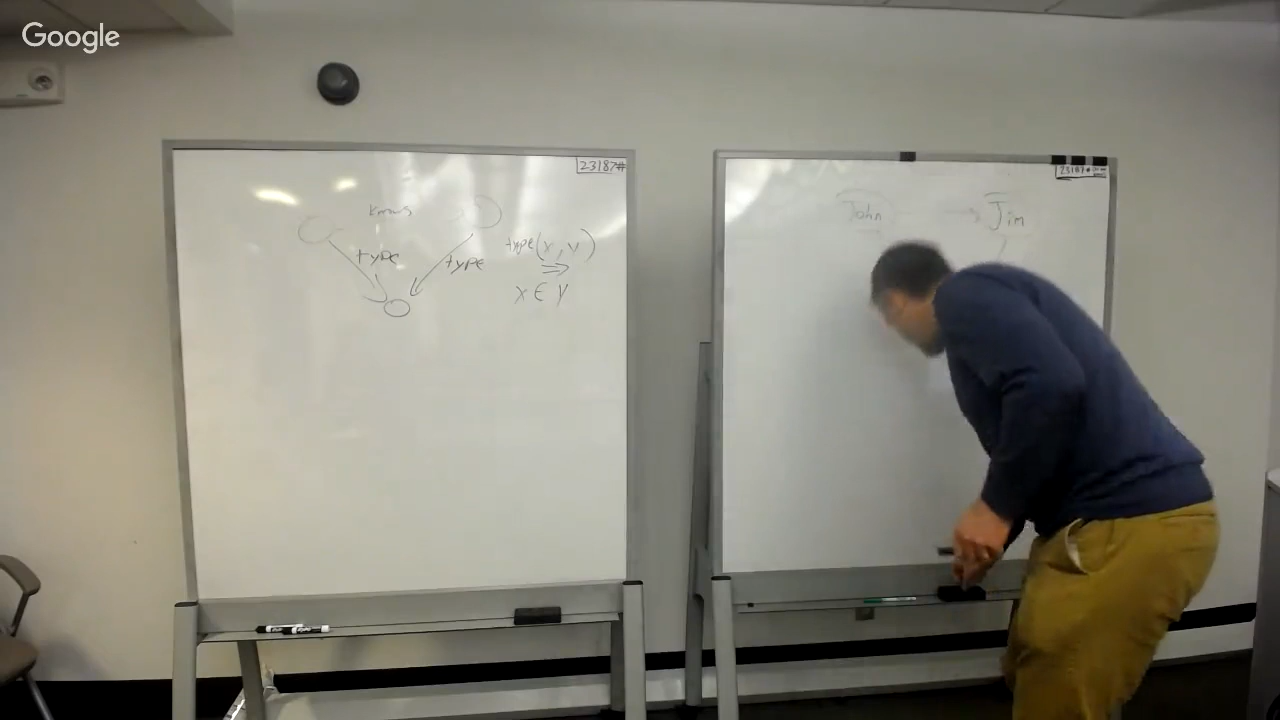 Google
23187#
knows
type
type
type(x, y)
⇒
x ∈ y
23187#
John → Jim